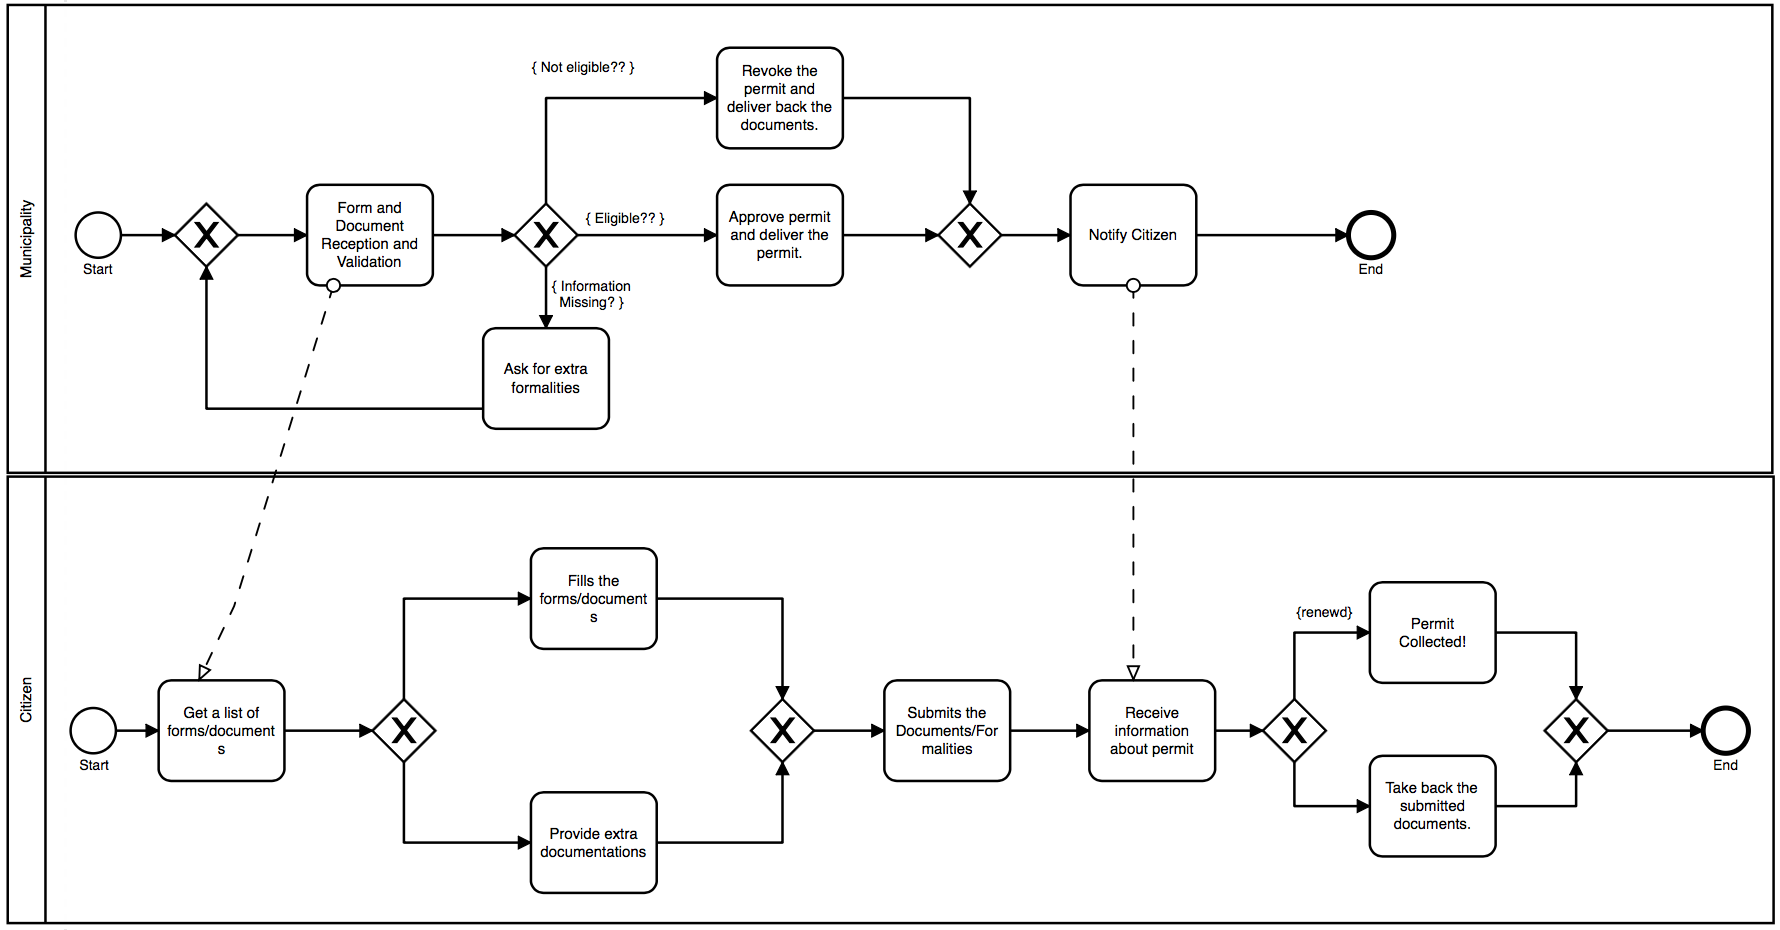 Municipality
Start
Form and
Document
Reception and
Validation
{ Not eligible?? }
{ Eligible?? }
{ Information
Missing? }
Ask for extra
formalities
Revoke the
permit and
deliver back the
documents.
Approve permit
and deliver the
permit.
X
X
X
Notify Citizen
End
Citizen
Start
Get a list of
forms/document
s
X
Fills the
forms/document
s
Provide extra
documentations
X
Submits the
Documents/For
malities
Receive
information
about permit
X
{renewd}
Permit
Collected!
Take back the
submitted
documents.
X
End